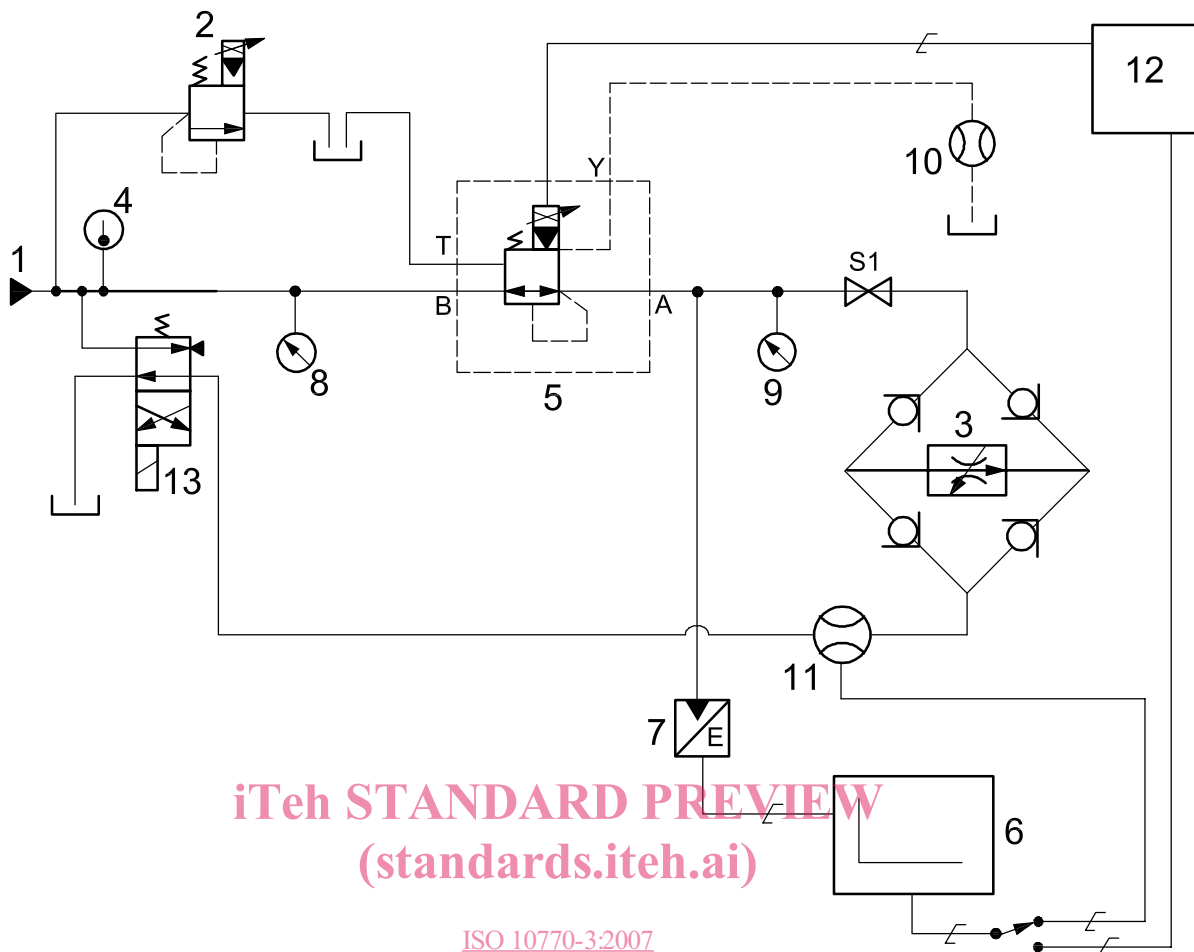 2
12
4
10
Y
T
1
S1
B
A
8
9
5
3
13
11
7
E
iTeh STANDARD PREVIEW
6
(standards.iteh.ai)
ISO 10770-3:2007